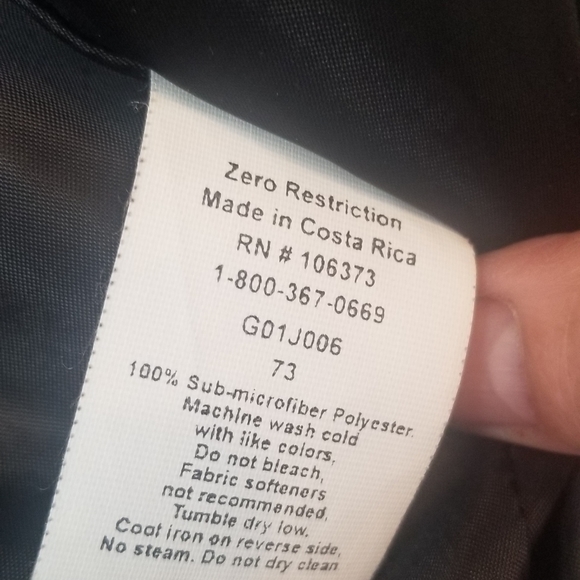 Zero Restriction
Made in Costa Rica
RN # 106373
1-800-367-0669
G01J006
73
100% Sub-microfiber Polyester.
Machine wash cold
with like colors,
Do not bleach,
Fabric softeners
not recommended,
Tumble dry low.
Cool iron on reverse side,
No steam. Do not dry clean